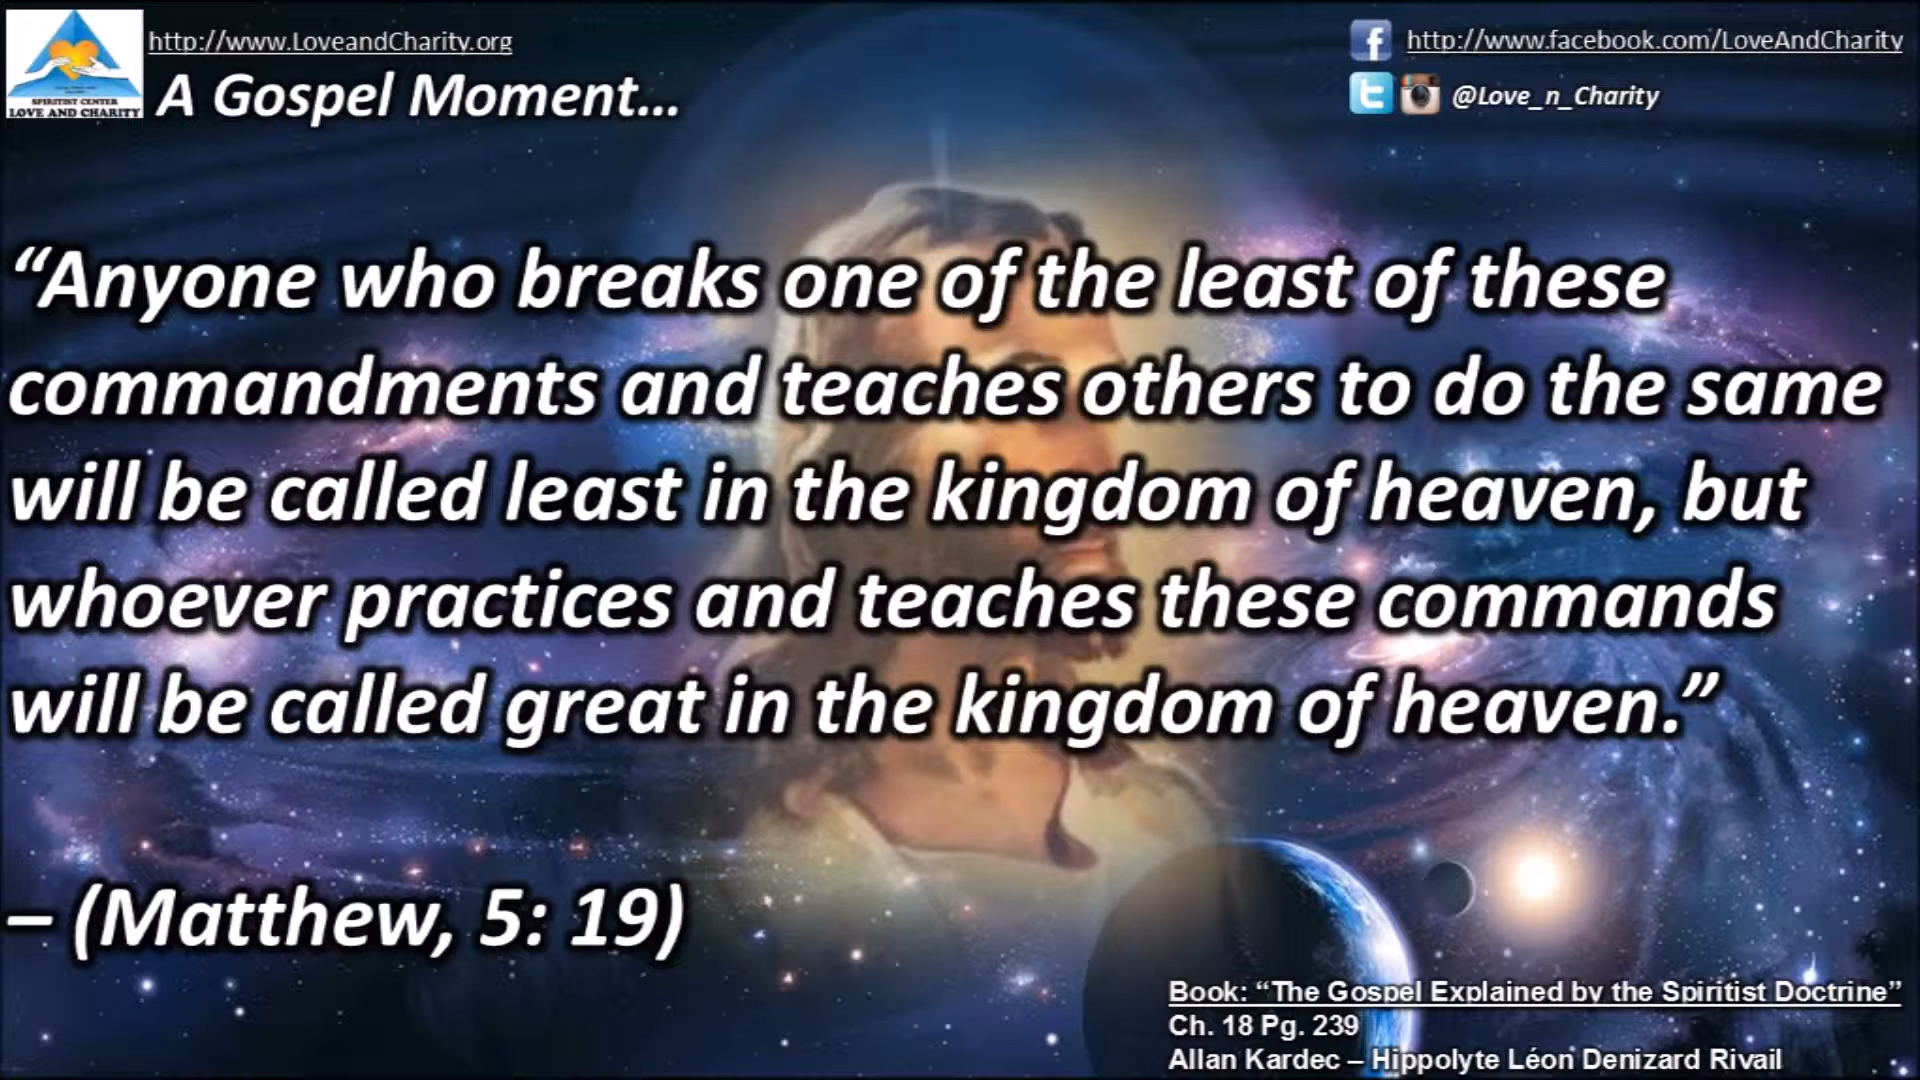 http://www.LoveandCharity.org
A Gospel Moment...
SPIRITIST CENTER
LOVE AND CHARITY
http://www.facebook.com/LoveAndCharity
@Love_n_Charity
“Anyone who breaks one of the least of these
commandments and teaches others to do the same
will be called least in the kingdom of heaven, but
whoever practices and teaches these commands
will be called great in the kingdom of heaven.”
– (Matthew, 5: 19)
Book: “The Gospel Explained by the Spiritist Doctrine”
Ch. 18 Pg. 239
Allan Kardec – Hippolyte Léon Denizard Rivail